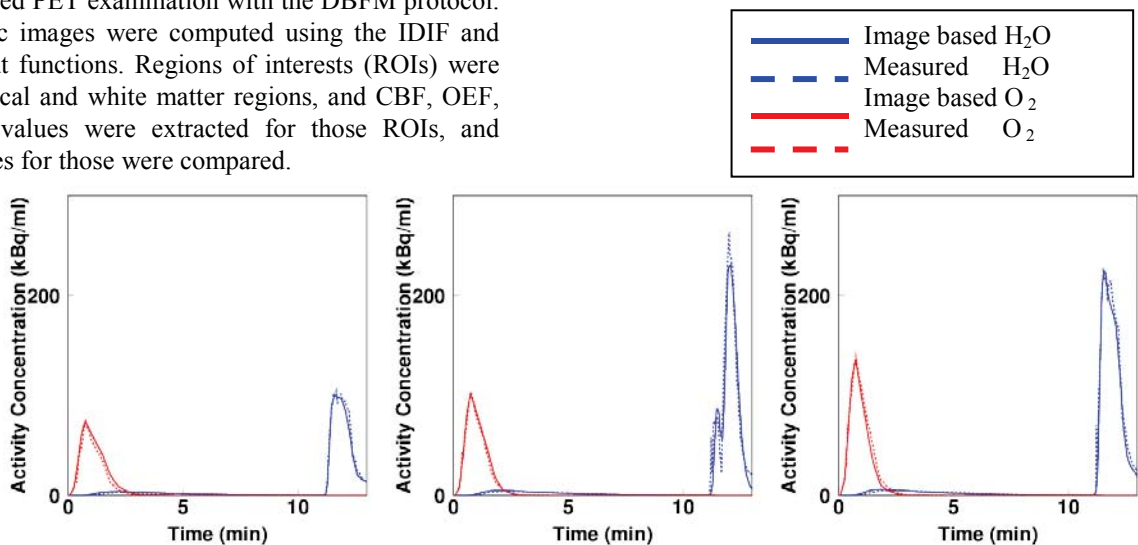 ed PET examination with the DBFM protocol.
c images were computed using the IDIF and
t functions. Regions of interests (ROIs) were
cal and white matter regions, and CBF, OEF,
values were extracted for those ROIs, and
es for those were compared.
Image based H2O
Measured H2O
Image based O2
Measured O2
Activity Concentration (kBq/ml)
200
0
0 5 10
Time (min)
Activity Concentration (kBq/ml)
200
0
0 5 10
Time (min)
Activity Concentration (kBq/ml)
200
0
0 5 10
Time (min)